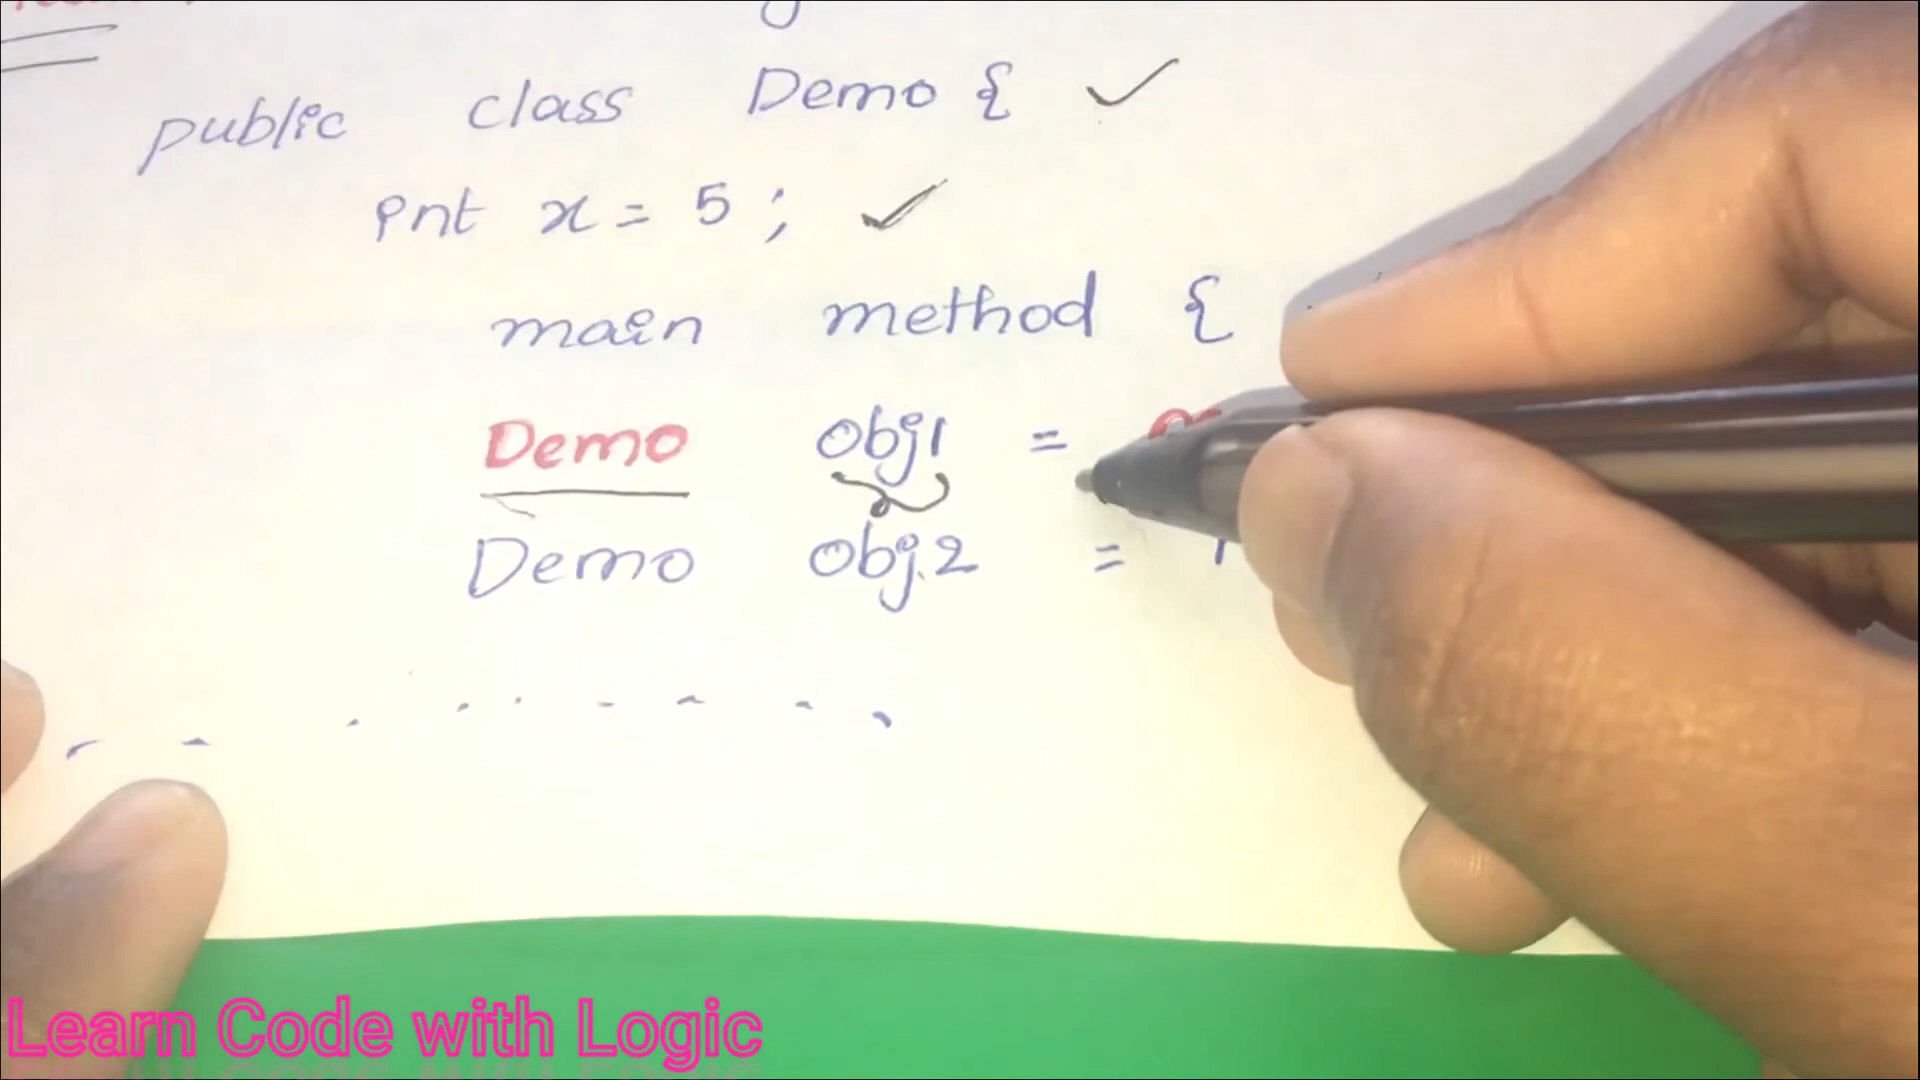 public class Demo {
int x = 5 ;
main method {
Demo obj1 =
Demo obj2 =
Learn Code with Logic